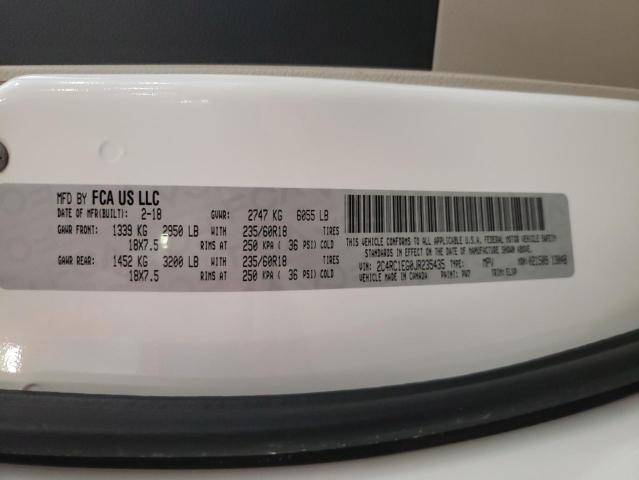 MFD BY FCA US LLC
DATE OF MFR(BUILT): 2-18 GVWR: 2747 KG 6055 LB
GAWR FRONT: 1339 KG 2950 LB WITH 235/60R18 TIRES
18X7.5 RIMS AT 250 KPA ( 36 PSI) COLD
GAWR REAR: 1452 KG 3200 LB WITH 235/60R18 TIRES
18X7.5 RIMS AT 250 KPA ( 36 PSI) COLD
THIS VEHICLE CONFORMS TO ALL APPLICABLE U.S.A. FEDERAL MOTOR VEHICLE SAFETY
STANDARDS IN EFFECT ON THE DATE OF MANUFACTURE SHOWN ABOVE.
VIN: 2C4RC1EG0JR235435 TYPE: MPV MDH:
VEHICLE MADE IN CANADA PAINT: PW7 TRIM: